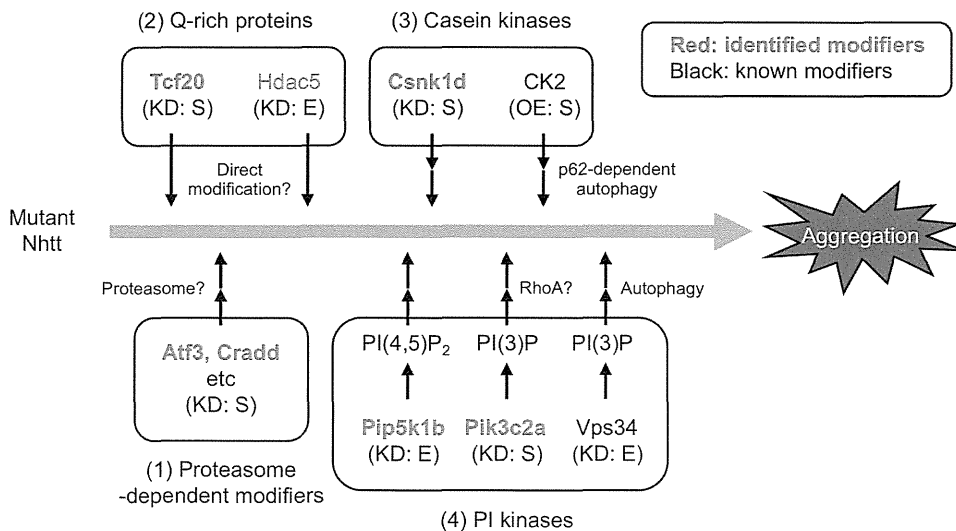 (2) Q-rich proteins
(3) Casein kinases
Red: identified modifiers
Black: known modifiers
Tcf20
(KD: S)
Hdac5
(KD: E)
Csnk1d
(KD: S)
CK2
(OE: S)
Direct
modification?
p62-dependent
autophagy
Mutant
Nhtt
Aggregation
Proteasome?
RhoA?
Autophagy
Atf3, Cradd
etc
(KD: S)
PI(4,5)P₂
PI(3)P
PI(3)P
Pip5k1b
(KD: E)
Pik3c2a
(KD: S)
Vps34
(KD: E)
(1) Proteasome
-dependent modifiers
(4) PI kinases